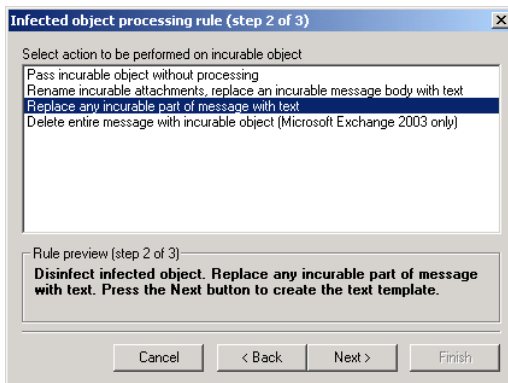 Infected object processing rule (step 2 of 3)
Select action to be performed on incurable object
Pass incurable object without processing
Rename incurable attachments, replace an incurable message body with text
Replace any incurable part of message with text
Delete entire message with incurable object (Microsoft Exchange 2003 only)
Rule preview (step 2 of 3)
Disinfect infected object. Replace any incurable part of message
with text. Press the Next button to create the text template.
Cancel
< Back
Next >
Finish